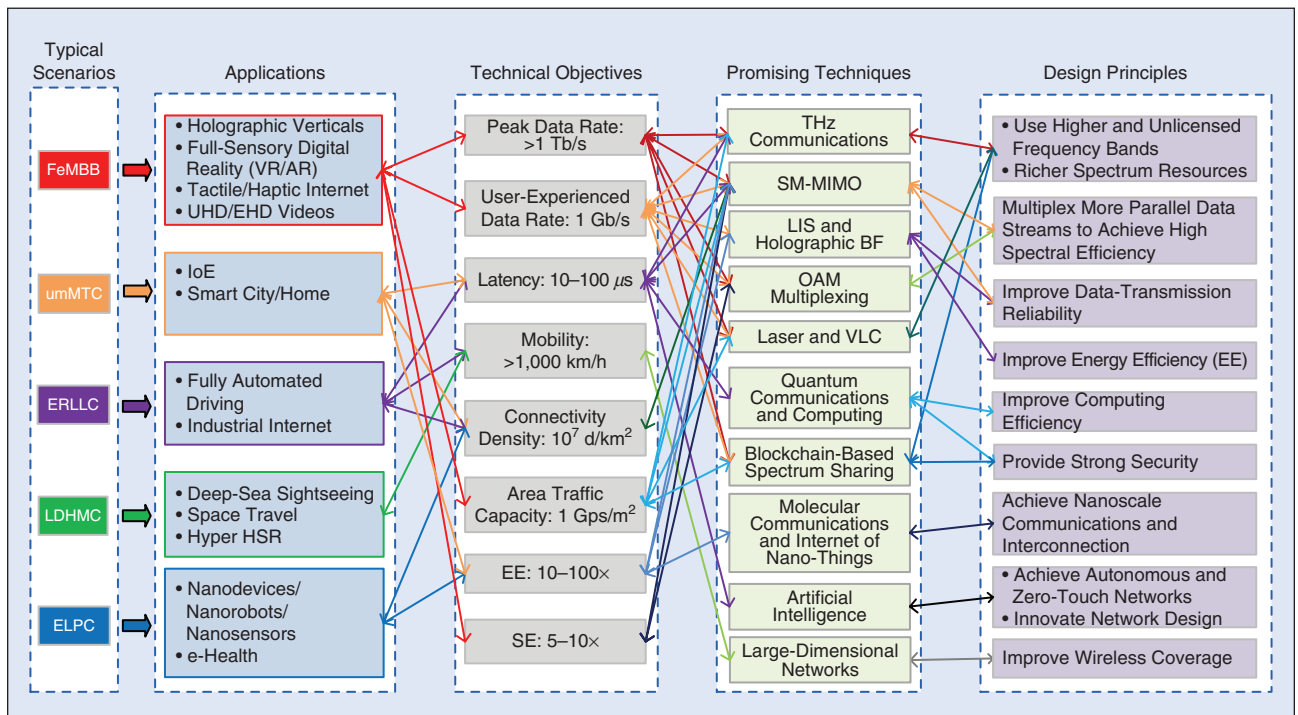 Typical
Scenarios
Applications
Technical Objectives
Promising Techniques
Design Principles
FeMBB
umMTC
ERLLC
LDHMC
ELPC
• Holographic Verticals
• Full-Sensory Digital
Reality (VR/AR)
• Tactile/Haptic Internet
• UHD/EHD Videos
• IoE
• Smart City/Home
• Fully Automated
Driving
• Industrial Internet
• Deep-Sea Sightseeing
• Space Travel
• Hyper HSR
• Nanodevices/
Nanorobots/
Nanosensors
• e-Health
Peak Data Rate:
>1 Tb/s
User-Experienced
Data Rate: 1 Gb/s
Latency: 10–100 μs
Mobility:
>1,000 km/h
Connectivity
Density: 10⁷ d/km²
Area Traffic
Capacity: 1 Gps/m²
EE: 10–100×
SE: 5–10×
THz
Communications
SM-MIMO
LIS and
Holographic BF
OAM
Multiplexing
Laser and VLC
Quantum
Communications
and Computing
Blockchain-Based
Spectrum Sharing
Molecular
Communications
and Internet of
Nano-Things
Artificial
Intelligence
Large-Dimensional
Networks
• Use Higher and Unlicensed
Frequency Bands
• Richer Spectrum Resources
Multiplex More Parallel Data
Streams to Achieve High
Spectral Efficiency
Improve Data-Transmission
Reliability
Improve Energy Efficiency (EE)
Improve Computing
Efficiency
Provide Strong Security
Achieve Nanoscale
Communications and
Interconnection
• Achieve Autonomous and
Zero-Touch Networks
• Innovate Network Design
Improve Wireless Coverage